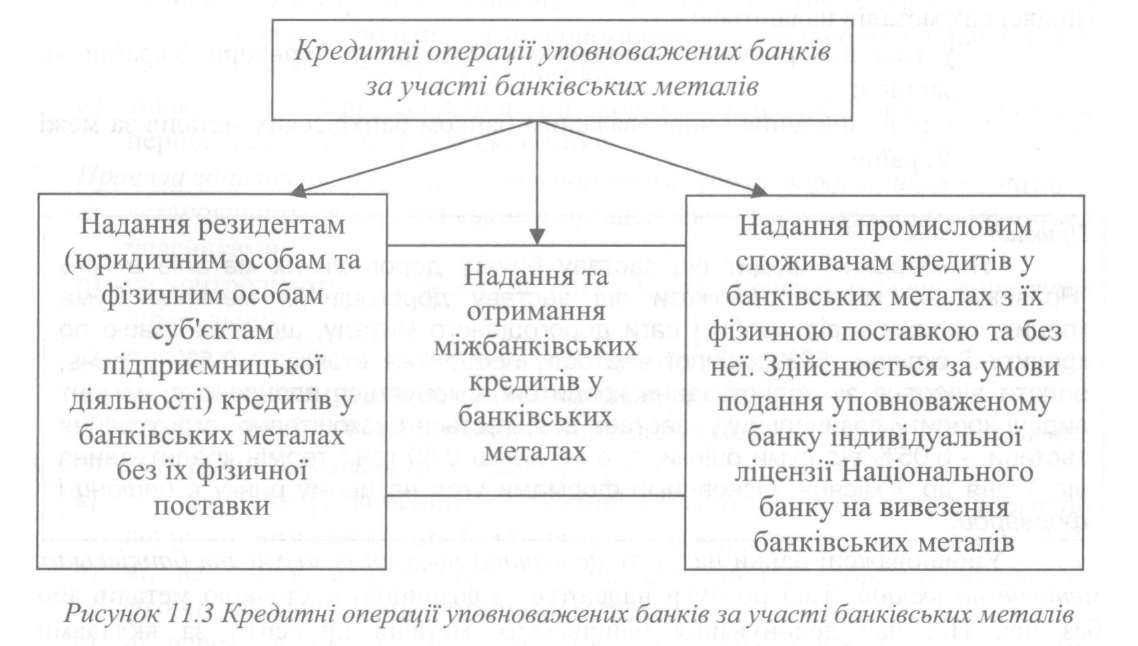 Кредитні операції уповноважених банків
за участі банківських металів
Надання резидентам
(юридичним особам та
фізичним особам
суб'єктам
підприємницької
діяльності) кредитів у
банківських металах
без їх фізичної
поставки
Надання та
отримання
міжбанківських
кредитів у
банківських
металах
Надання промисловим
споживачам кредитів у
банківських металах з їх
фізичною поставкою та без
неї. Здійснюється за умови
подання уповноваженому
банку індивідуальної
ліцензії Національного
банку на вивезення
банківських металів
Рисунок 11.3 Кредитні операції уповноважених банків за участі банківських металів